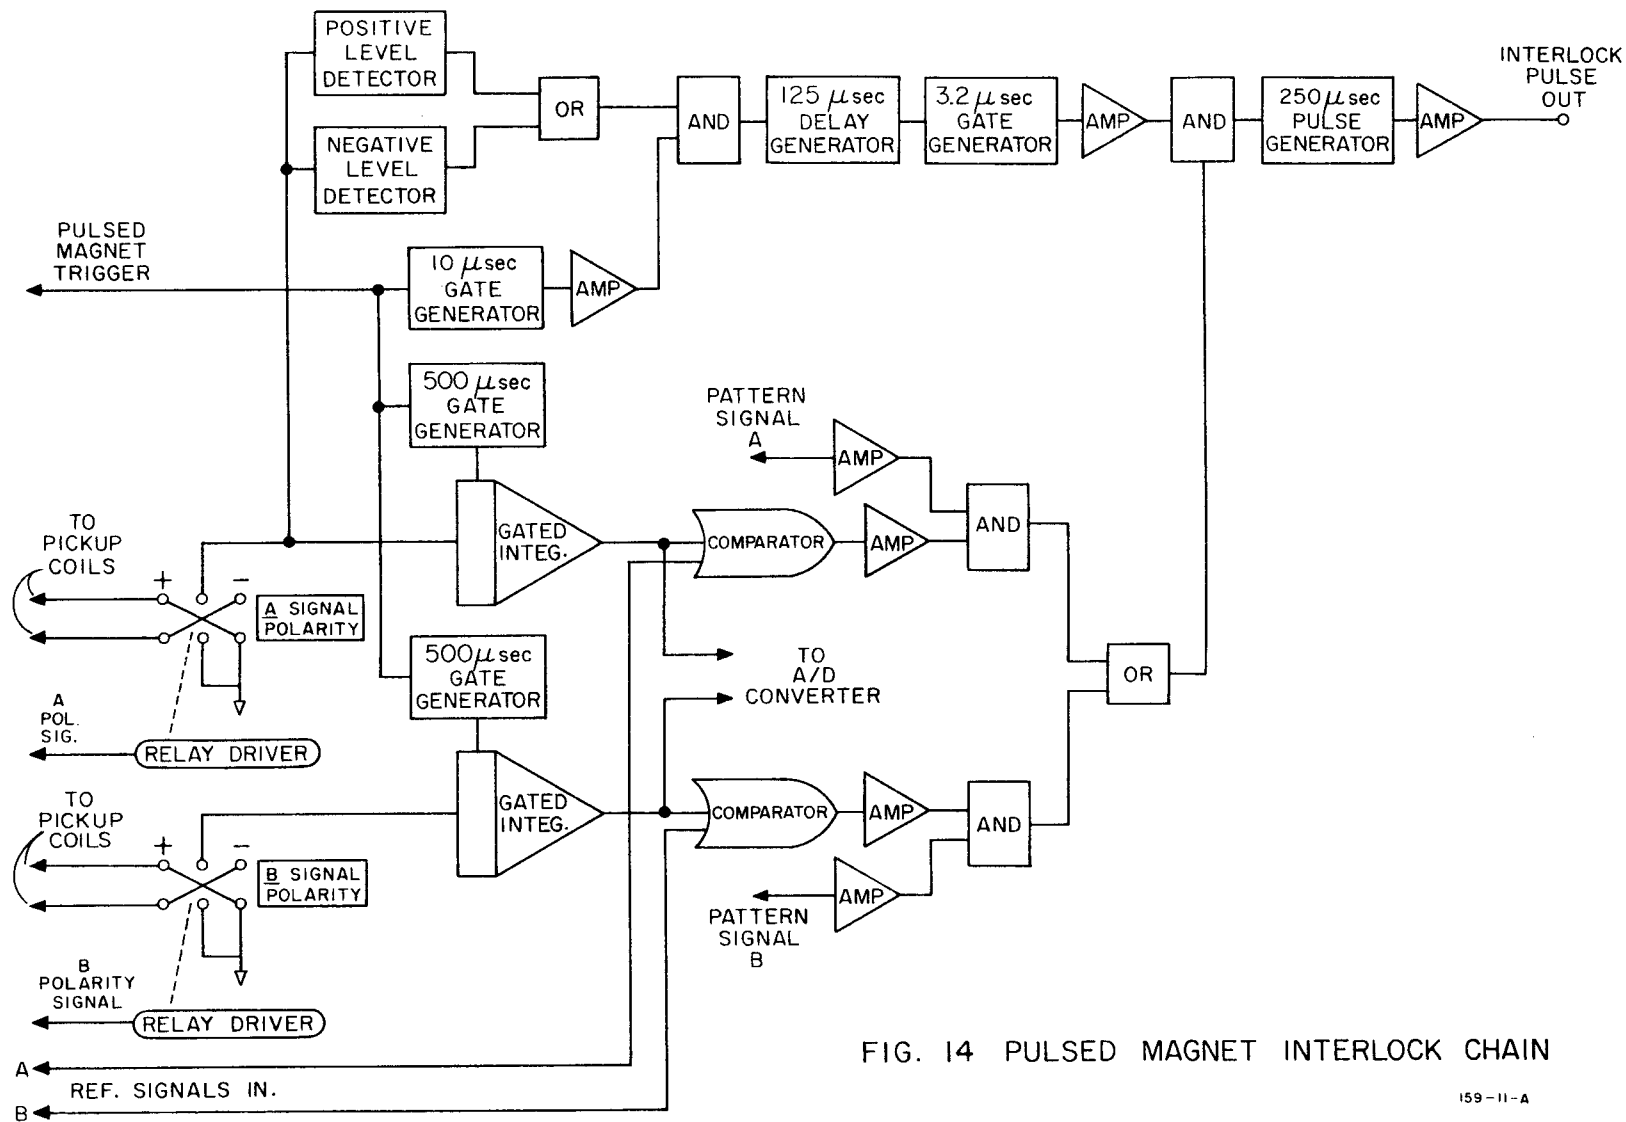 POSITIVE
LEVEL
DETECTOR
NEGATIVE
LEVEL
DETECTOR
OR
AND
125 μsec
DELAY
GENERATOR
3.2 μsec
GATE
GENERATOR
AMP
AND
250 μsec
PULSE
GENERATOR
AMP
INTERLOCK
PULSE
OUT
PULSED
MAGNET
TRIGGER
10 μsec
GATE
GENERATOR
AMP
500 μsec
GATE
GENERATOR
PATTERN
SIGNAL
A
AMP
GATED
INTEG.
COMPARATOR
AMP
AND
TO
PICKUP
COILS
+
−
A SIGNAL
POLARITY
A
POL.
SIG.
RELAY DRIVER
500 μsec
GATE
GENERATOR
TO
A/D
CONVERTER
OR
TO
PICKUP
COILS
+
−
B SIGNAL
POLARITY
GATED
INTEG.
COMPARATOR
AMP
AND
AMP
PATTERN
SIGNAL
B
B
POLARITY
SIGNAL
RELAY DRIVER
A
REF. SIGNALS IN.
B
FIG. 14 PULSED MAGNET INTERLOCK CHAIN
159-11-A